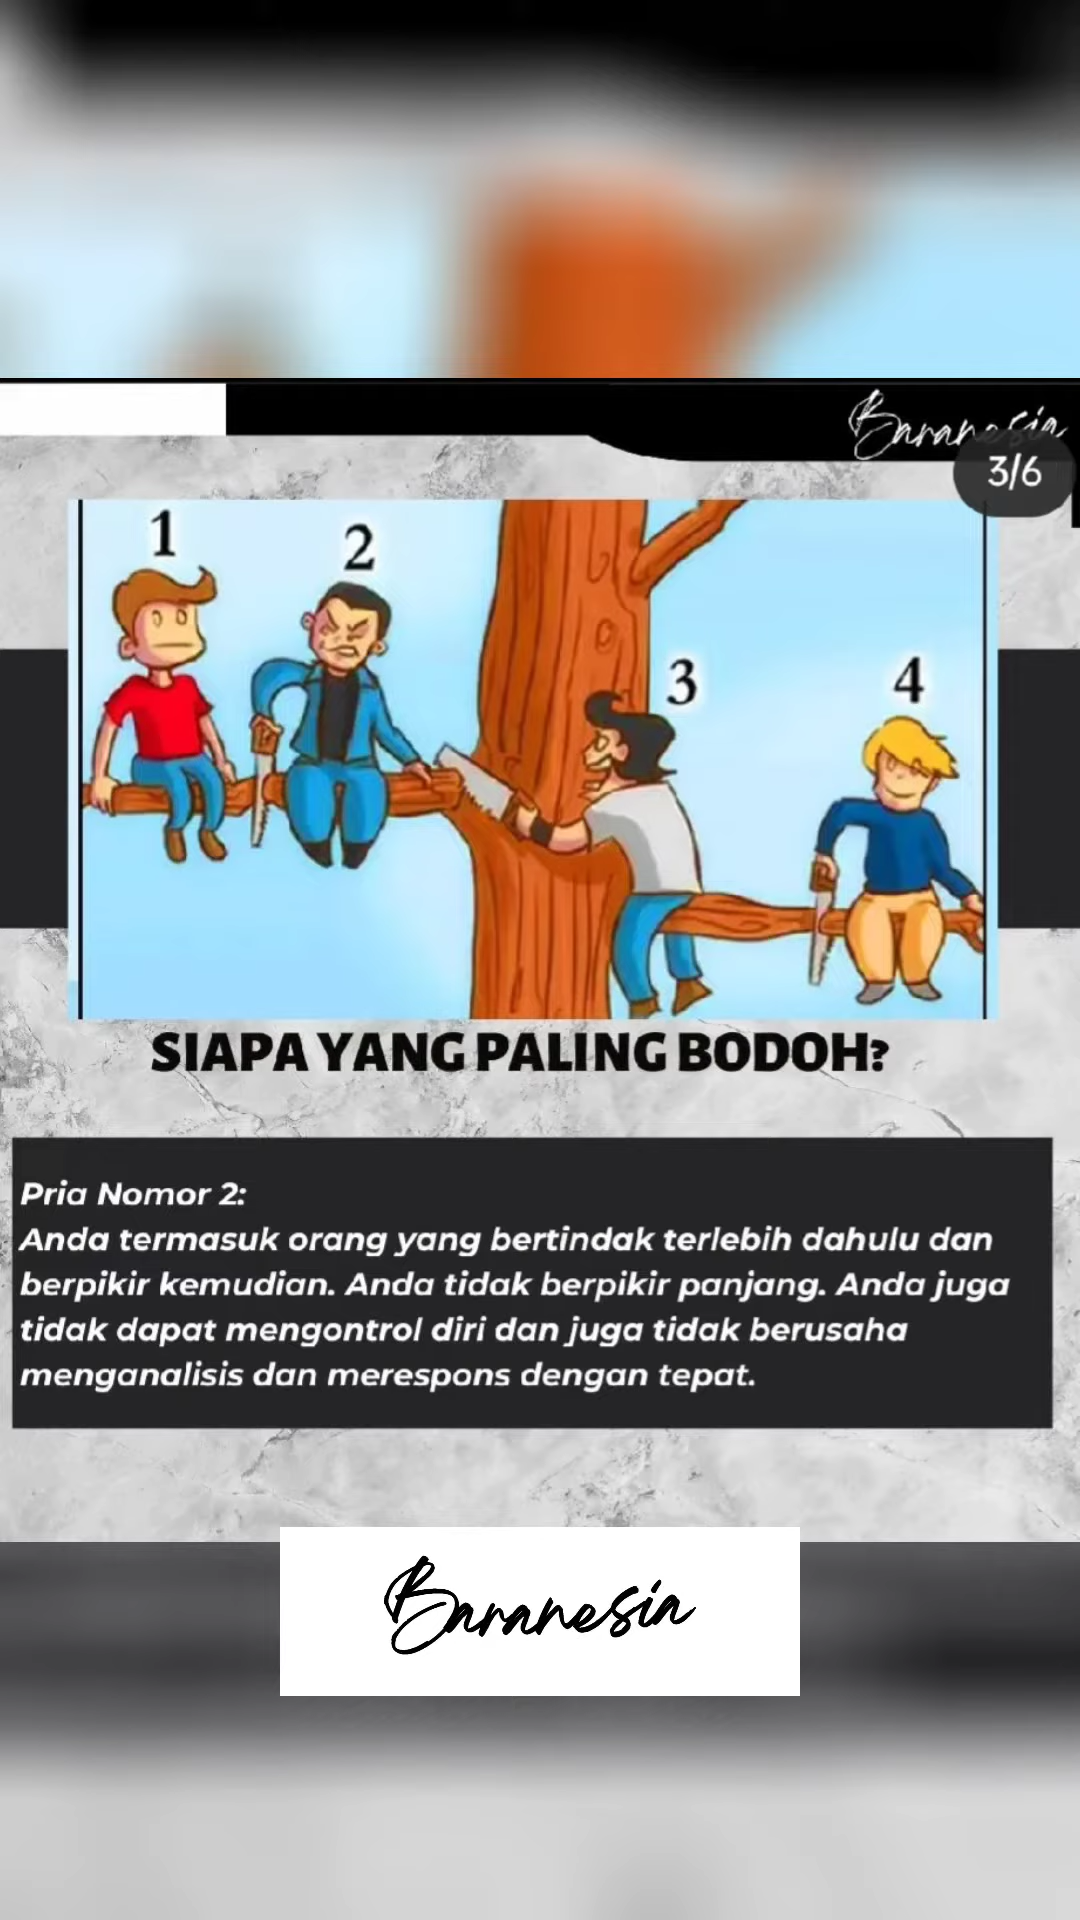 Baranesia
3/6
1
2
3
4
SIAPA YANG PALING BODOH?
Pria Nomor 2:
Anda termasuk orang yang bertindak terlebih dahulu dan
berpikir kemudian. Anda tidak berpikir panjang. Anda juga
tidak dapat mengontrol diri dan juga tidak berusaha
menganalisis dan merespons dengan tepat.
Baranesia